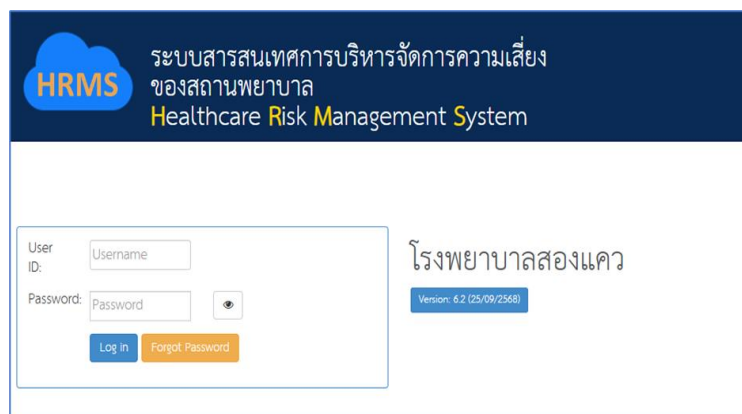 HRMS
ระบบสารสนเทศการบริหารจัดการความเสี่ยง
ของสถานพยาบาล
Healthcare Risk Management System
User ID:
Username
Password:
Password
Log in
Forgot Password
โรงพยาบาลสองแคว
Version: 6.2 (25/09/2568)